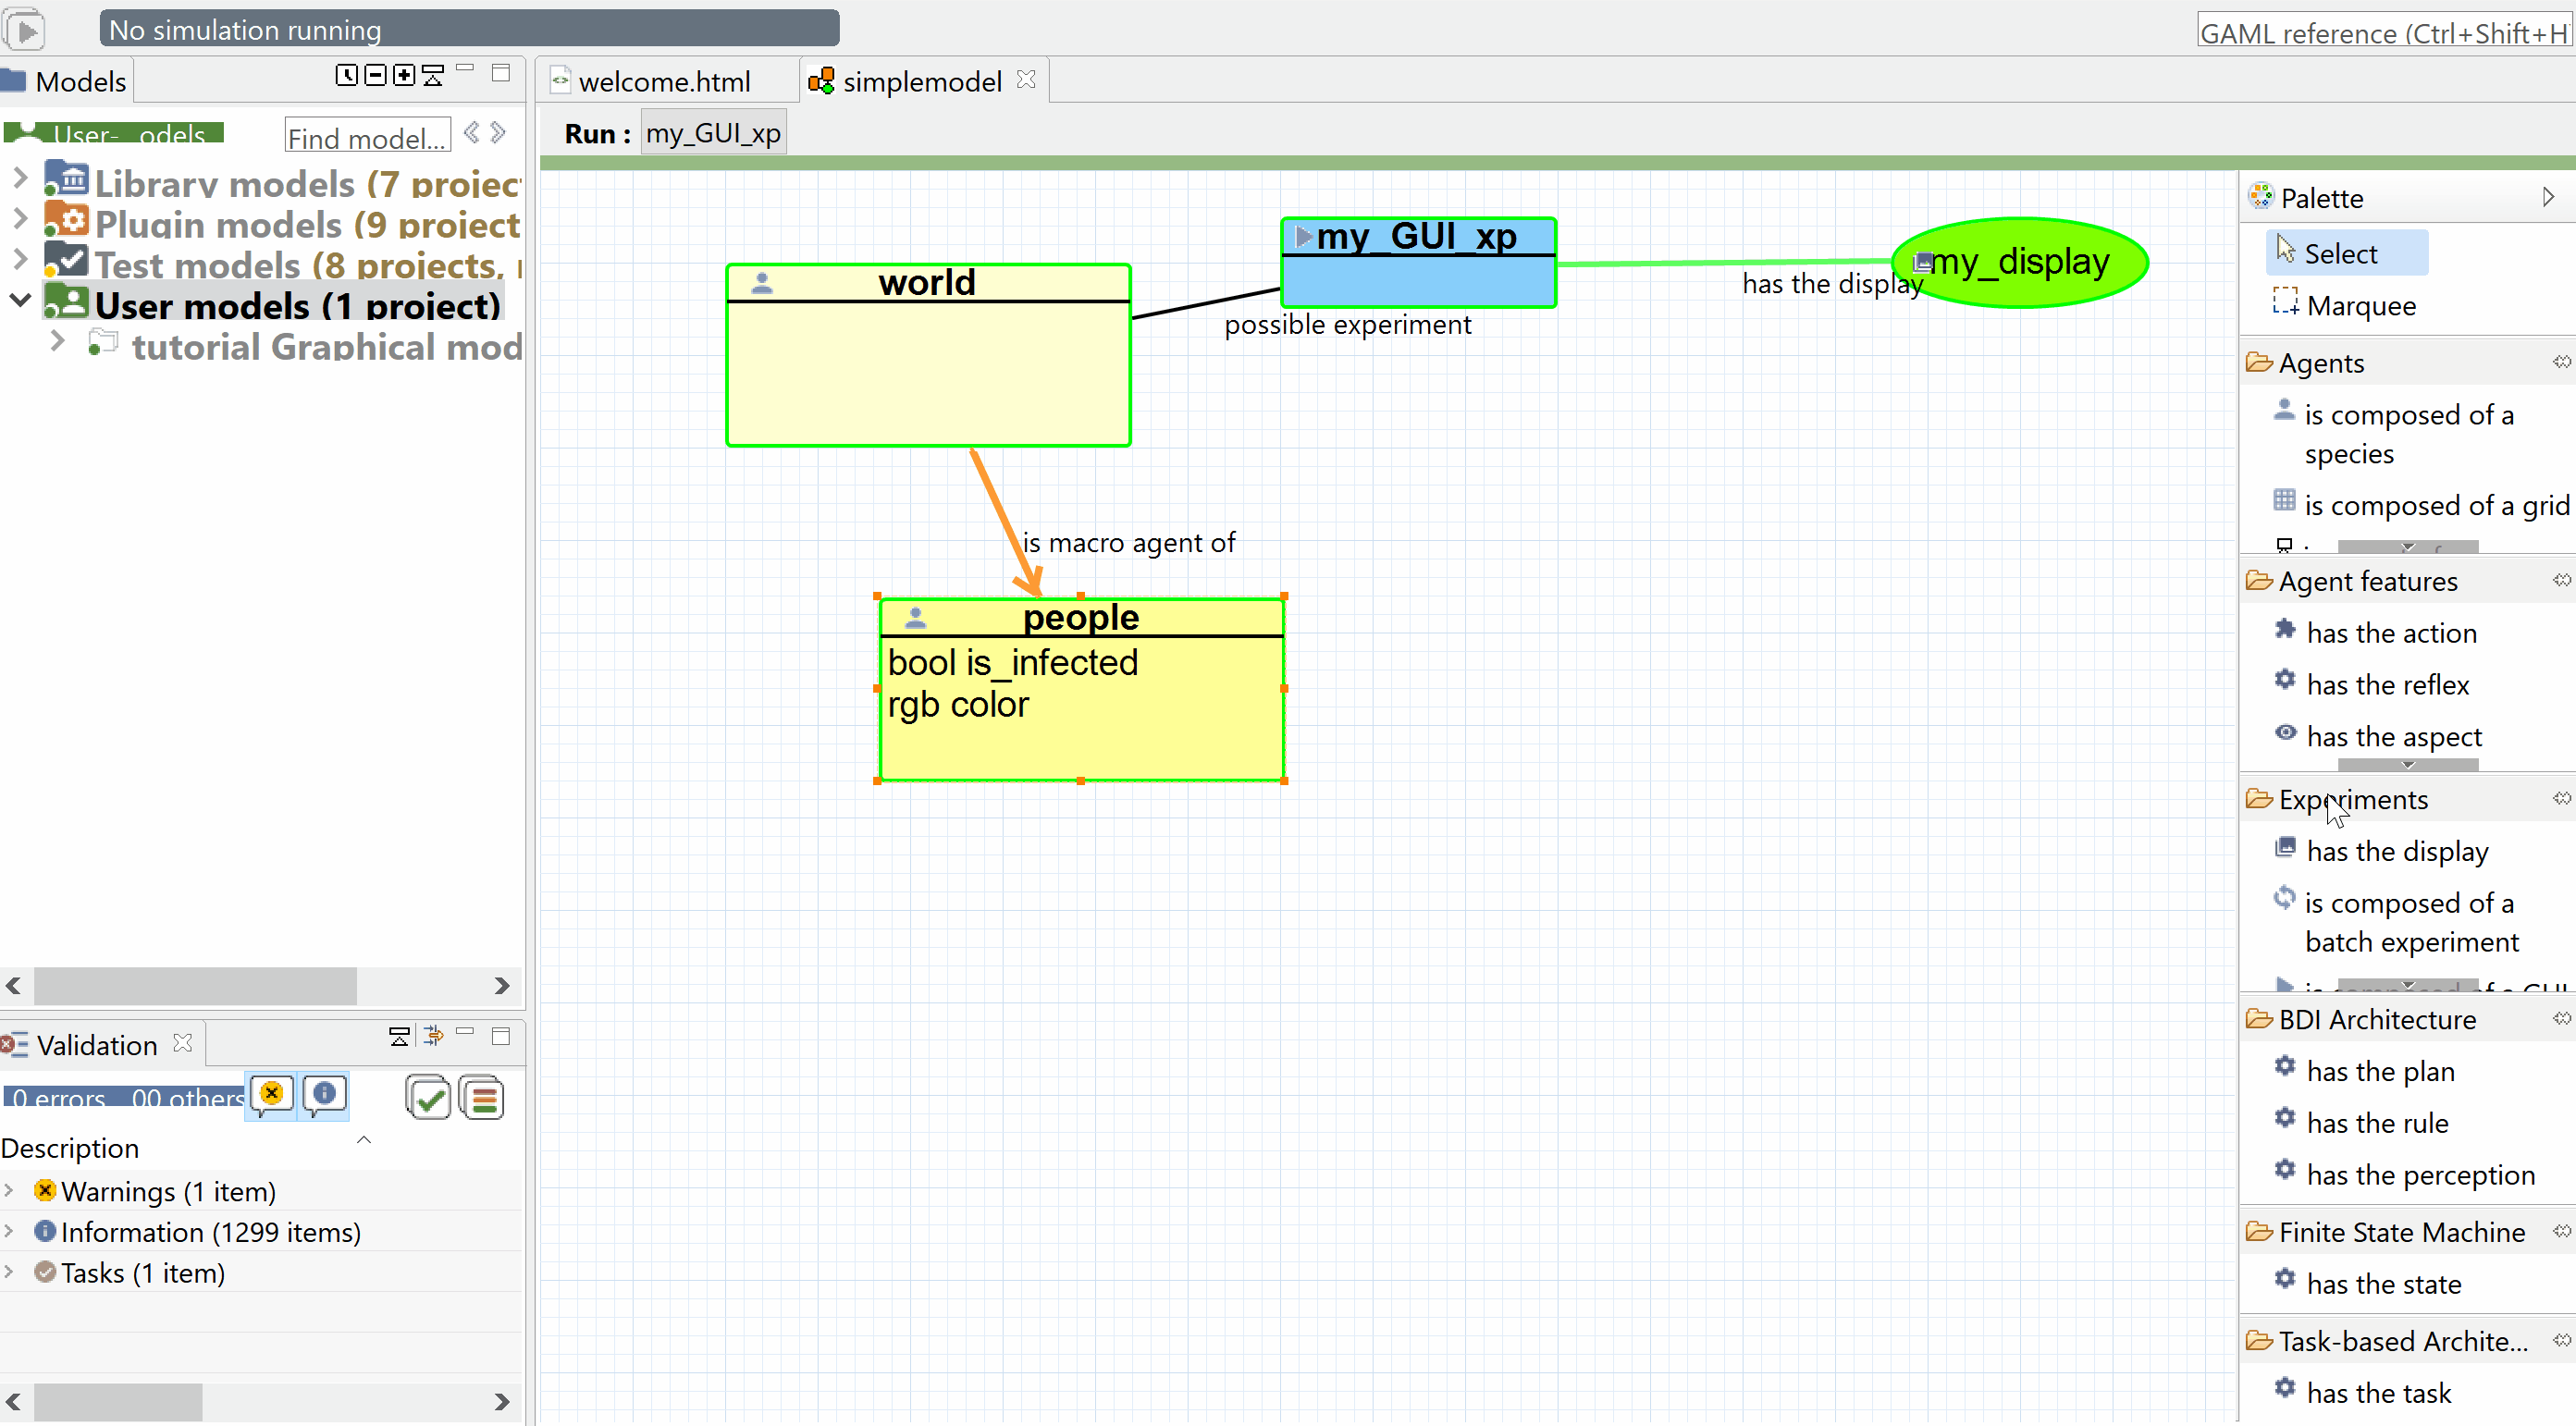 No simulation running
GAML reference (Ctrl+Shift+H
Models
welcome.html
simplemodel
Find model...
Run :
my_GUI_xp
Library models (7 projec
Plugin models (9 project
Test models (8 projects,
User models (1 project)
tutorial Graphical mod
world
my_GUI_xp
my_display
has the display
possible experiment
is macro agent of
people
bool is_infected
rgb color
Palette
Select
Marquee
Agents
is composed of a
species
is composed of a grid
Agent features
has the action
has the reflex
has the aspect
Experiments
has the display
is composed of a
batch experiment
BDI Architecture
has the plan
has the rule
has the perception
Finite State Machine
has the state
Task-based Archite...
has the task
Validation
0 errors 00 others
Description
Warnings (1 item)
Information (1299 items)
Tasks (1 item)